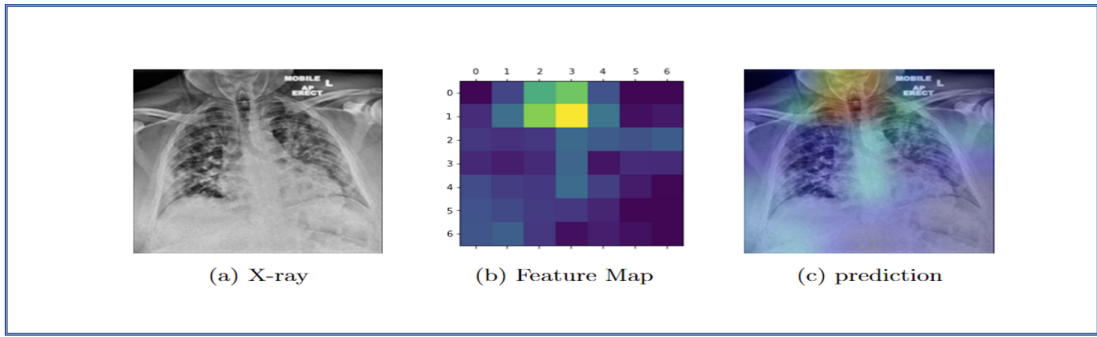 MOBILE L
AP
ERECT
(a) X-ray
0 1 2 3 4 5 6
0
1
2
3
4
5
6
(b) Feature Map
MOBILE L
AP
ERECT
(c) prediction